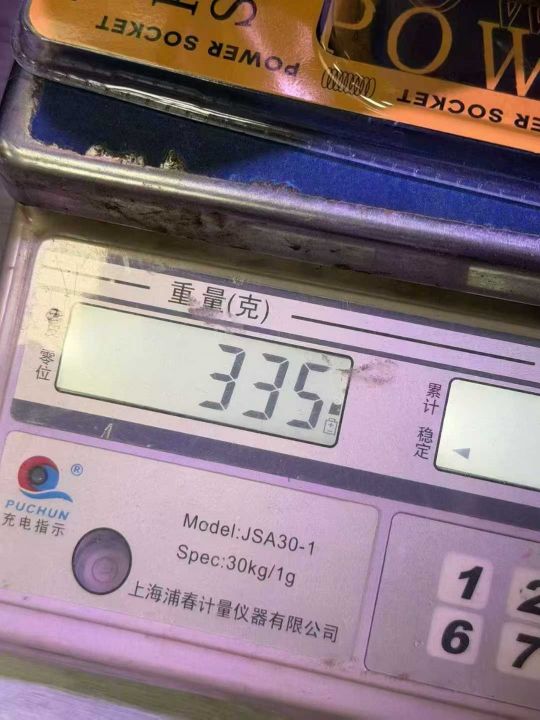 POWER SOCKET
POW
ER SOCKET
重量(克)
零位
335
累计
稳定
PUCHUN
®
充电指示
Model:JSA30-1
Spec:30kg/1g
上海浦春计量仪器有限公司
1
2
6
7